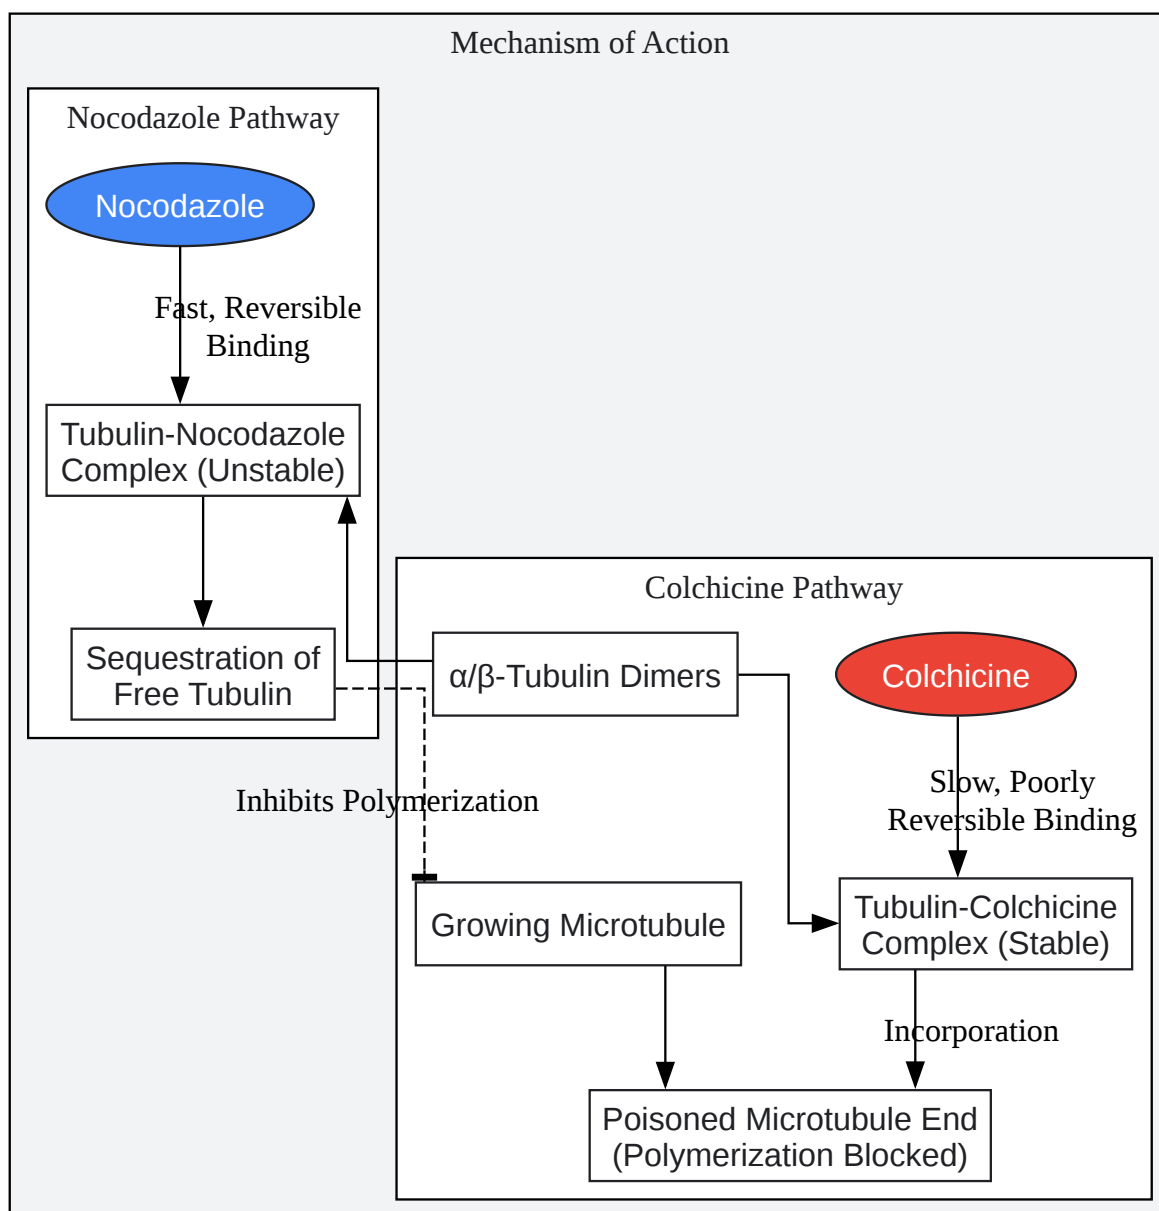 Mechanism of Action
Nocodazole Pathway
Nocodazole
Fast, Reversible
Binding
Tubulin-Nocodazole
Complex (Unstable)
Sequestration of
Free Tubulin
Inhibits Polymerization
Colchicine Pathway
α/β-Tubulin Dimers
Colchicine
Slow, Poorly
Reversible Binding
Growing Microtubule
Tubulin-Colchicine
Complex (Stable)
Incorporation
Poisoned Microtubule End
(Polymerization Blocked)